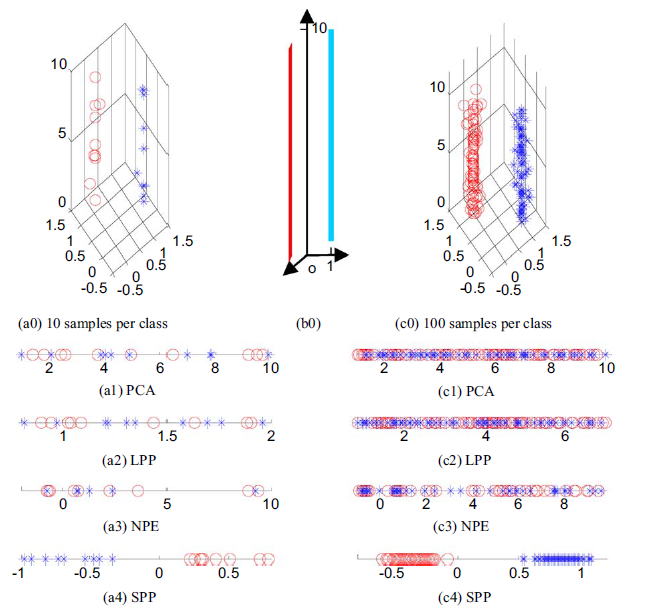 10
5
0
1.5
1
0.5
0
-0.5
-0.5
0
0.5
1
1.5
10
o
1
10
5
0
1.5
1
0.5
0
-0.5
-0.5
0
0.5
1
1.5
(a0) 10 samples per class
(b0)
(c0) 100 samples per class
2 4 6 8 10
(a1) PCA
2 4 6 8 10
(c1) PCA
1 1.5 2
(a2) LPP
2 4 6
(c2) LPP
0 5 10
(a3) NPE
0 2 4 6 8
(c3) NPE
-1 -0.5 0 0.5
(a4) SPP
-0.5 0 0.5 1
(c4) SPP